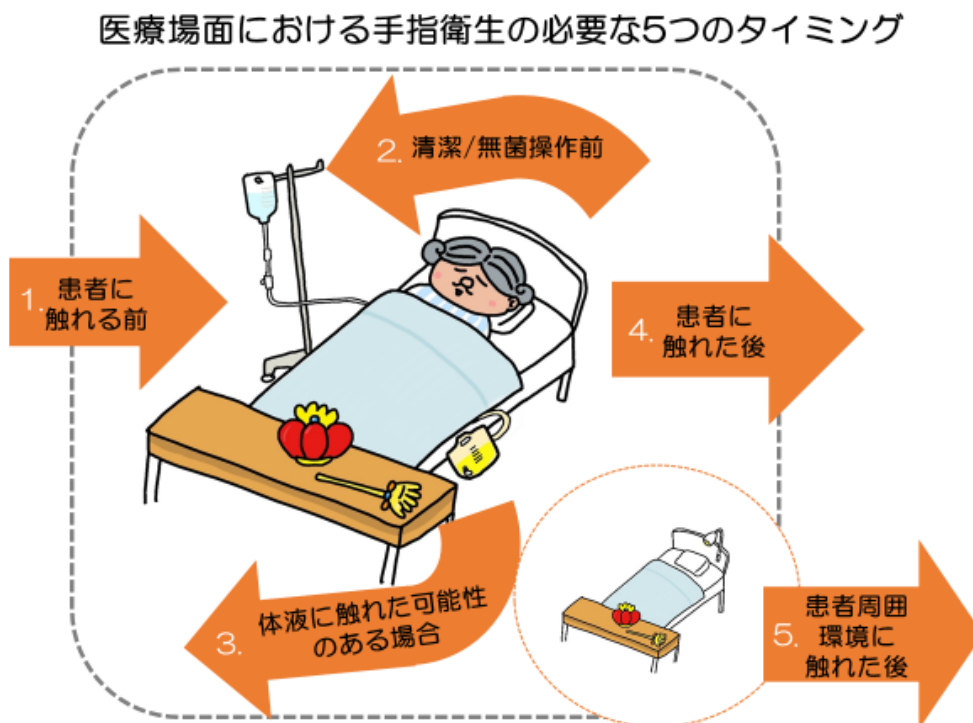 医療場面における手指衛生の必要な5つのタイミング
2. 清潔/無菌操作前
1. 患者に
触れる前
4. 患者に
触れた後
3. 体液に触れた可能性
のある場合
5. 患者周囲
環境に
触れた後